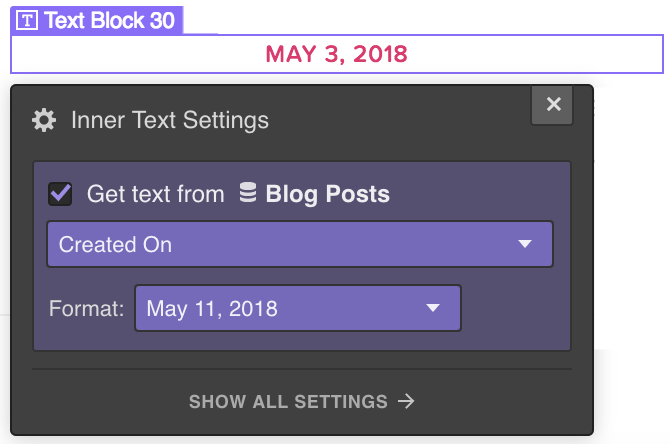 T Text Block 30
MAY 3, 2018
Inner Text Settings
Get text from Blog Posts
Created On
Format: May 11, 2018
SHOW ALL SETTINGS